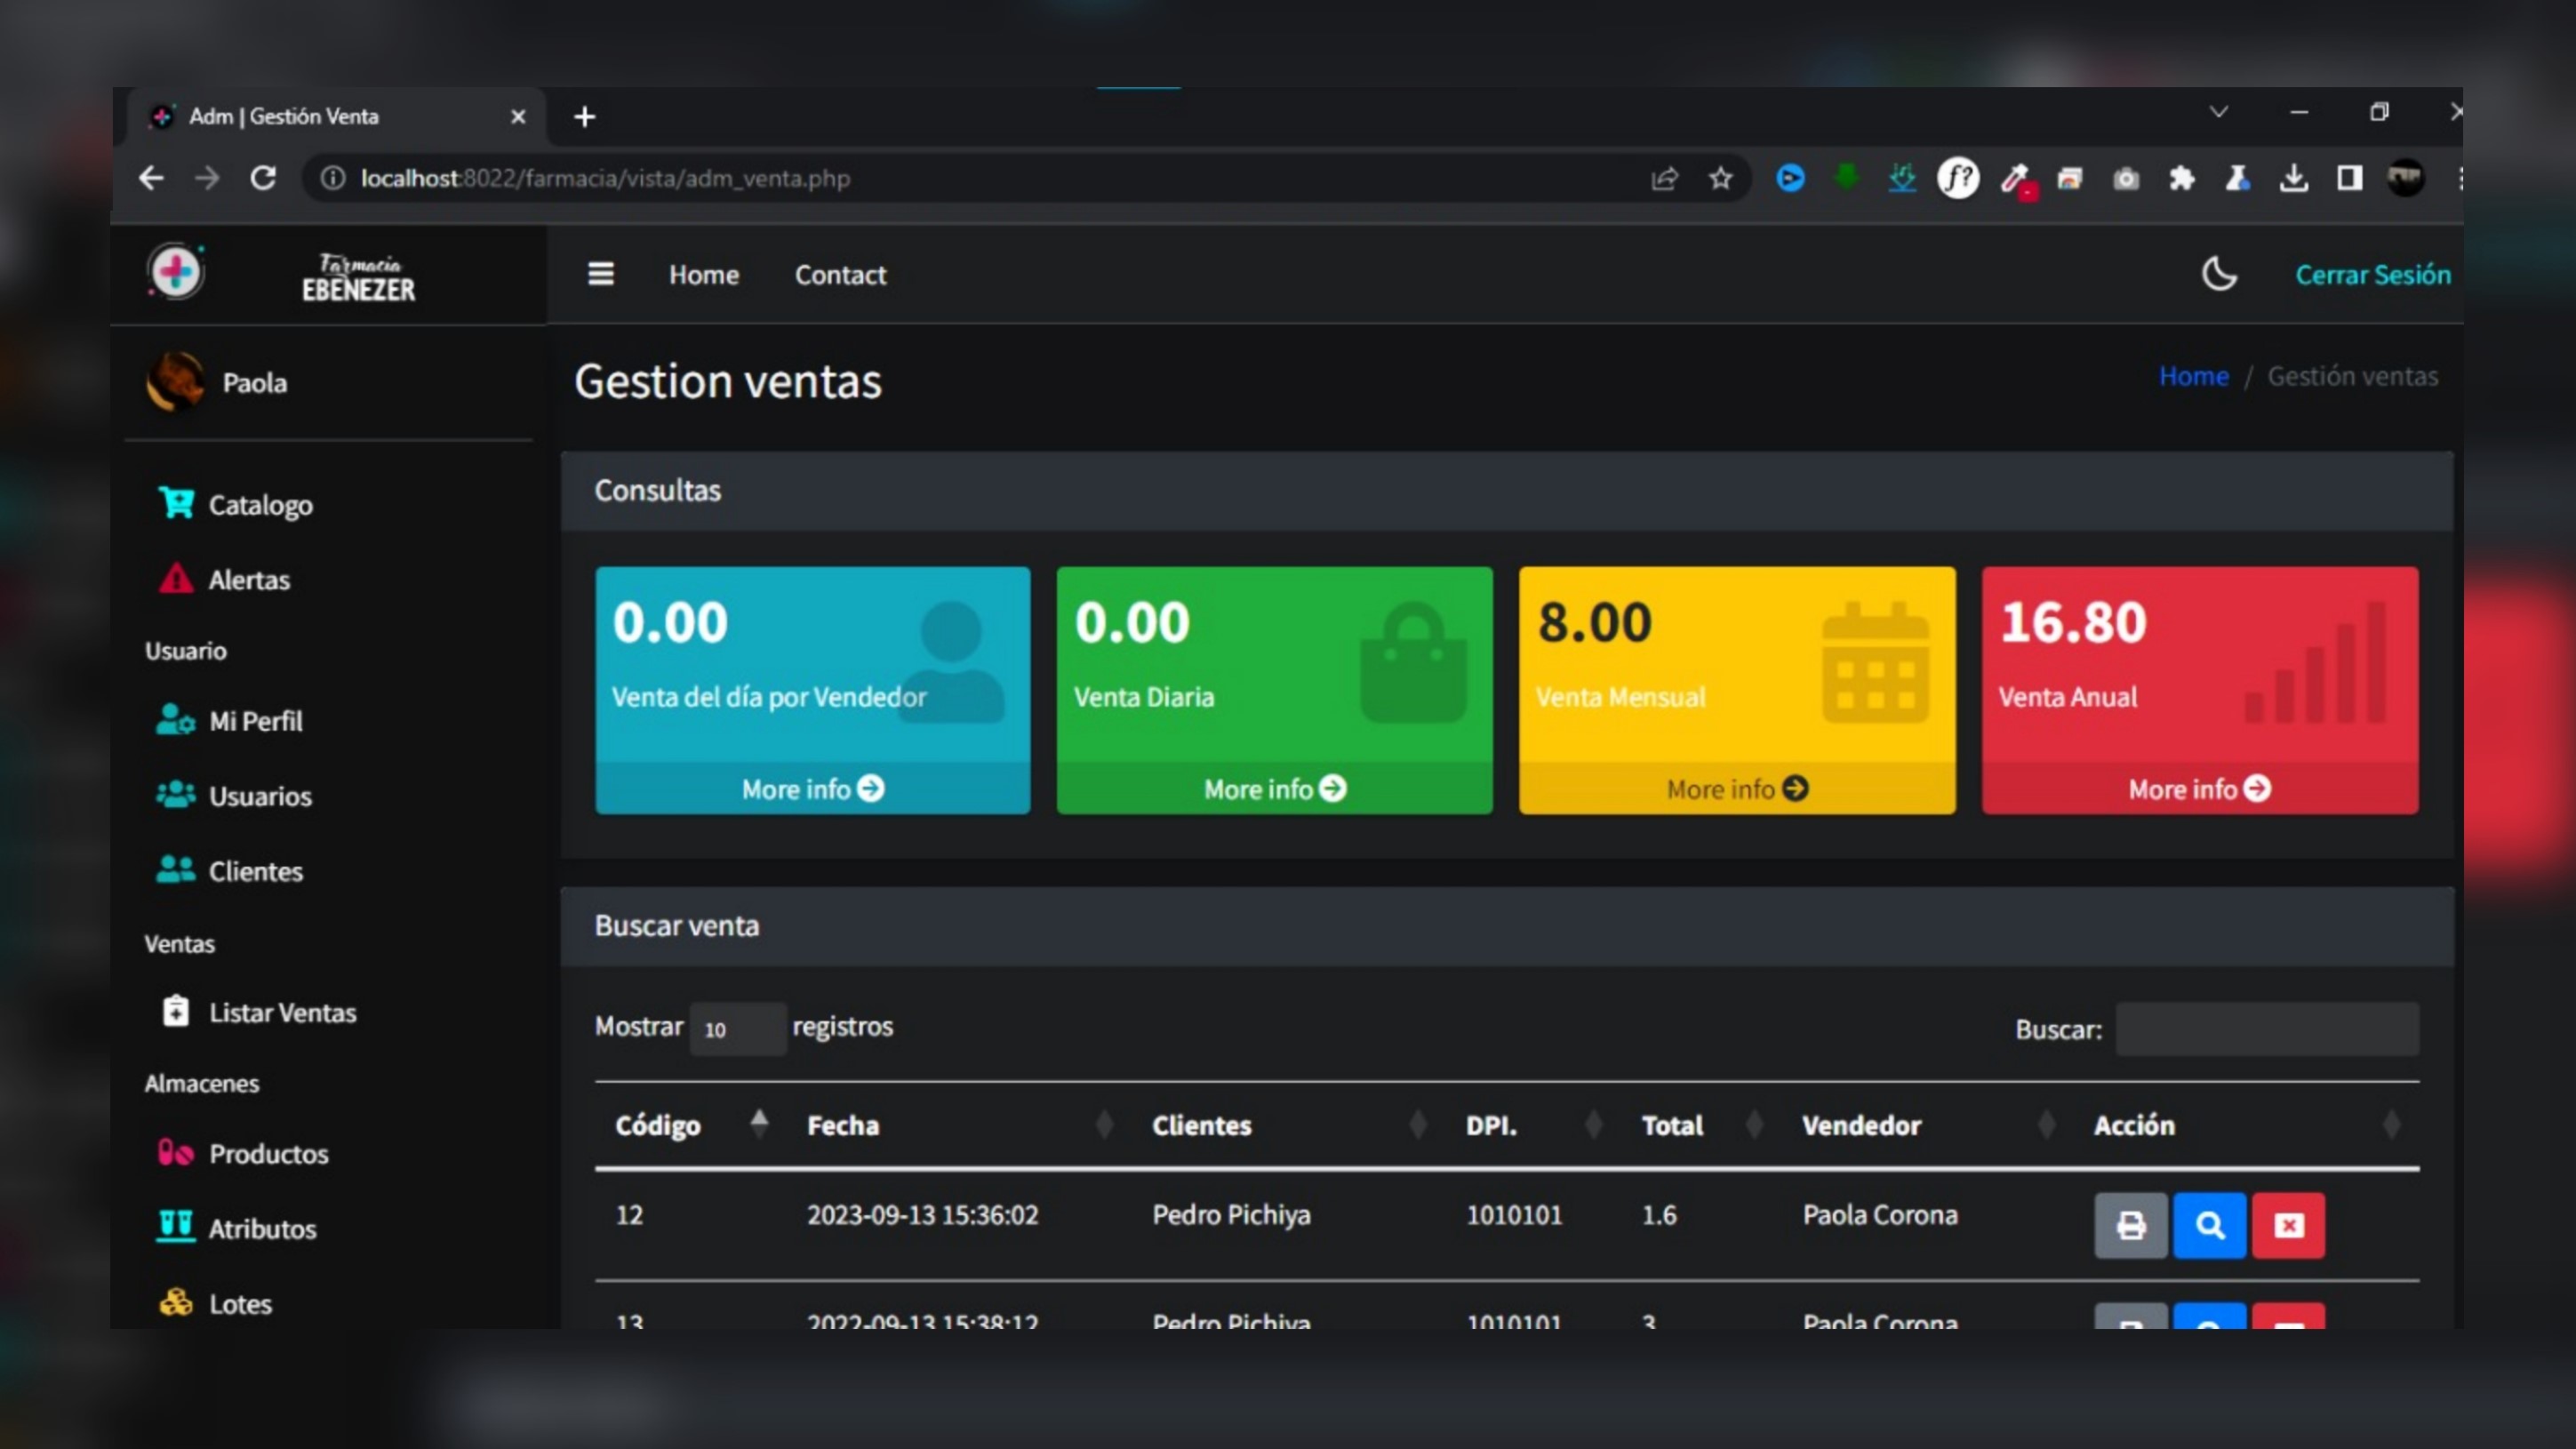 Adm | Gestión Venta
localhost:8022/farmacia/vista/adm_venta.php
f?
Farmacia
EBENEZER
Home
Contact
Cerrar Sesión
Paola
Catalogo
Alertas
Usuario
Mi Perfil
Usuarios
Clientes
Ventas
Listar Ventas
Almacenes
Productos
Atributos
Lotes
Gestion ventas
Home / Gestión ventas
Consultas
0.00
Venta del día por Vendedor
More info
0.00
Venta Diaria
More info
8.00
Venta Mensual
More info
16.80
Venta Anual
More info
Buscar venta
Mostrar 10 registros
Buscar:
Código Fecha Clientes DPI. Total Vendedor Acción
12 2023-09-13 15:36:02 Pedro Pichiya 1010101 1.6 Paola Corona
13 2022-09-13 15:38:12 Pedro Pichiya 1010101 3 Paola Corona